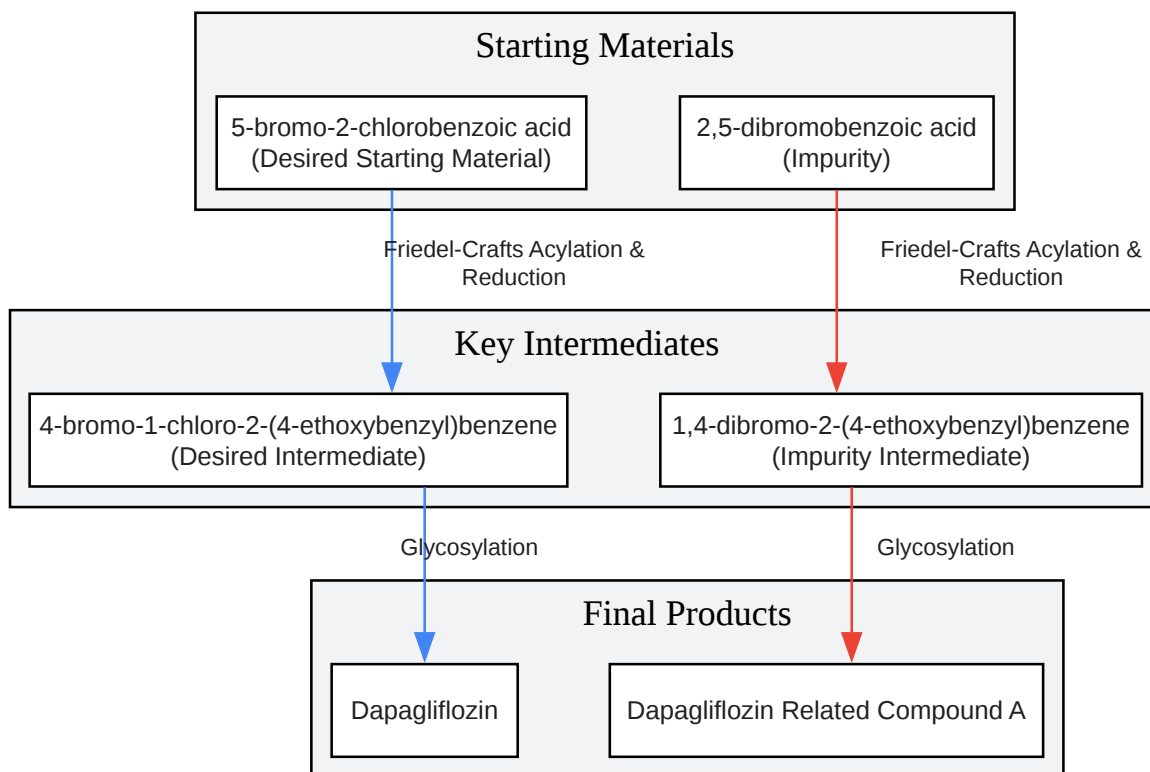 Starting Materials
5-bromo-2-chlorobenzoic acid
(Desired Starting Material)
2,5-dibromobenzoic acid
(Impurity)
Friedel-Crafts Acylation &
Reduction
Friedel-Crafts Acylation &
Reduction
Key Intermediates
4-bromo-1-chloro-2-(4-ethoxybenzyl)benzene
(Desired Intermediate)
1,4-dibromo-2-(4-ethoxybenzyl)benzene
(Impurity Intermediate)
Glycosylation
Glycosylation
Final Products
Dapagliflozin
Dapagliflozin Related Compound A